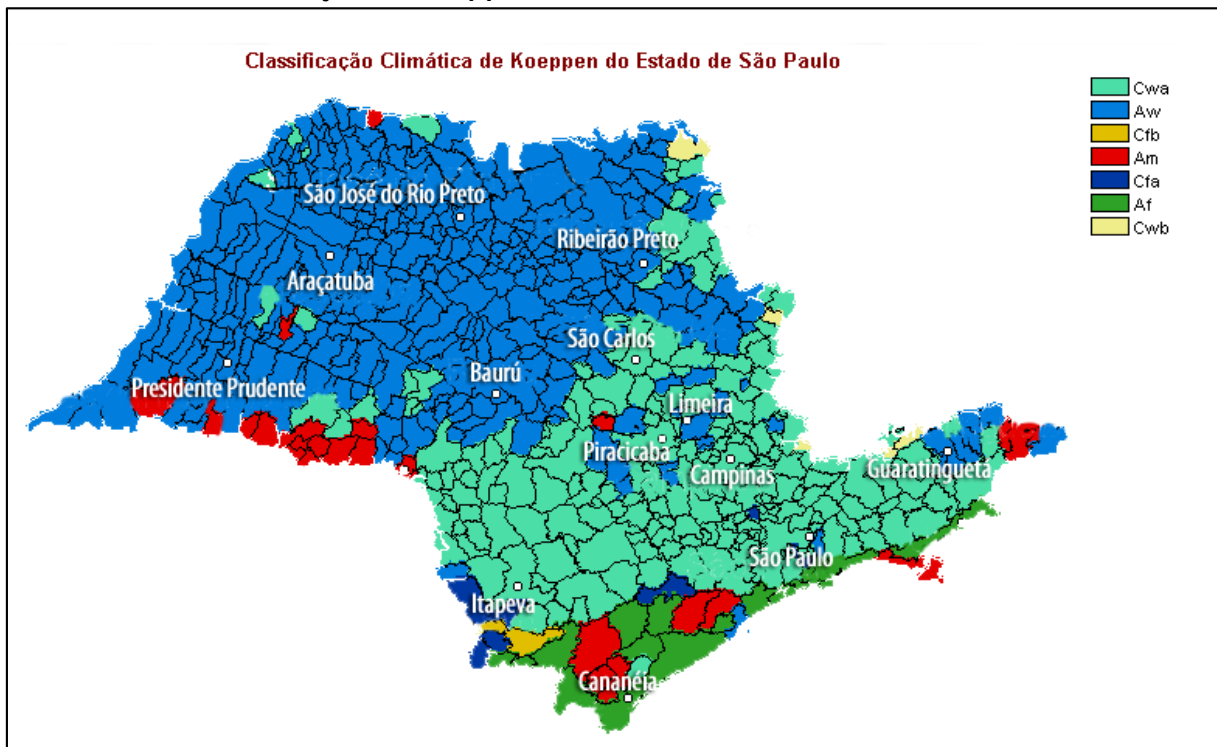 Classificação Climática de Koeppen do Estado de São Paulo
Cwa
Aw
Cfb
Am
Cfa
Af
Cwb
São José do Rio Preto
Ribeirão Preto
Araçatuba
São Carlos
Presidente Prudente
Baurú
Limeira
Piracicaba
Campinas
Guaratinguetá
São Paulo
Itapeva
Cananéia